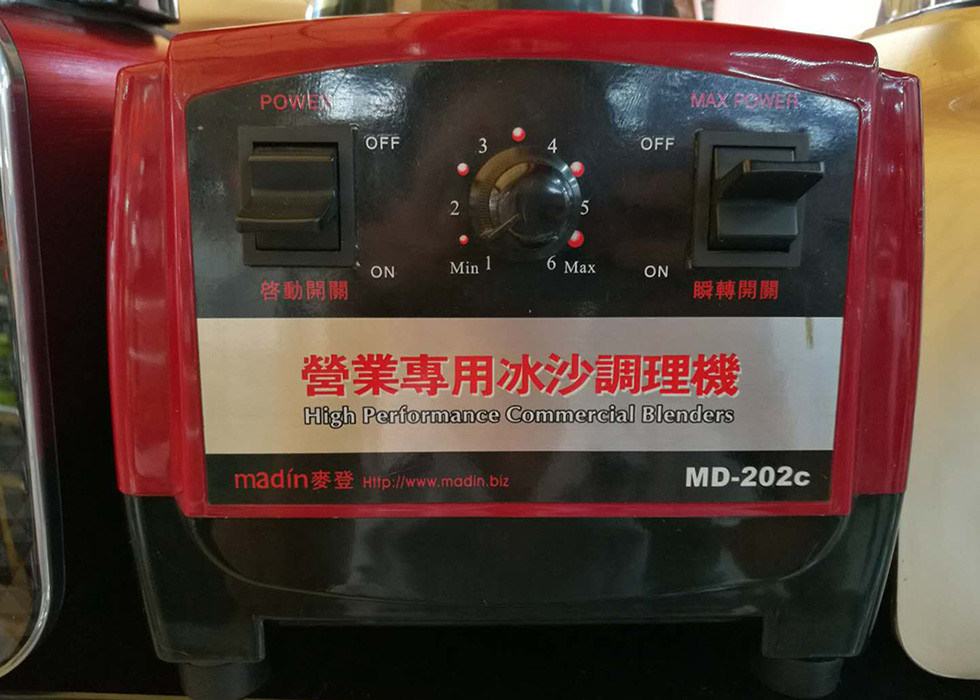 POWER
MAX POWER
OFF
3
4
OFF
2
5
ON
Min 1
6 Max
ON
啓動開關
瞬轉開關
營業專用冰沙調理機
High Performance Commercial Blenders
madín麥登 Http://www.madin.biz
MD-202c